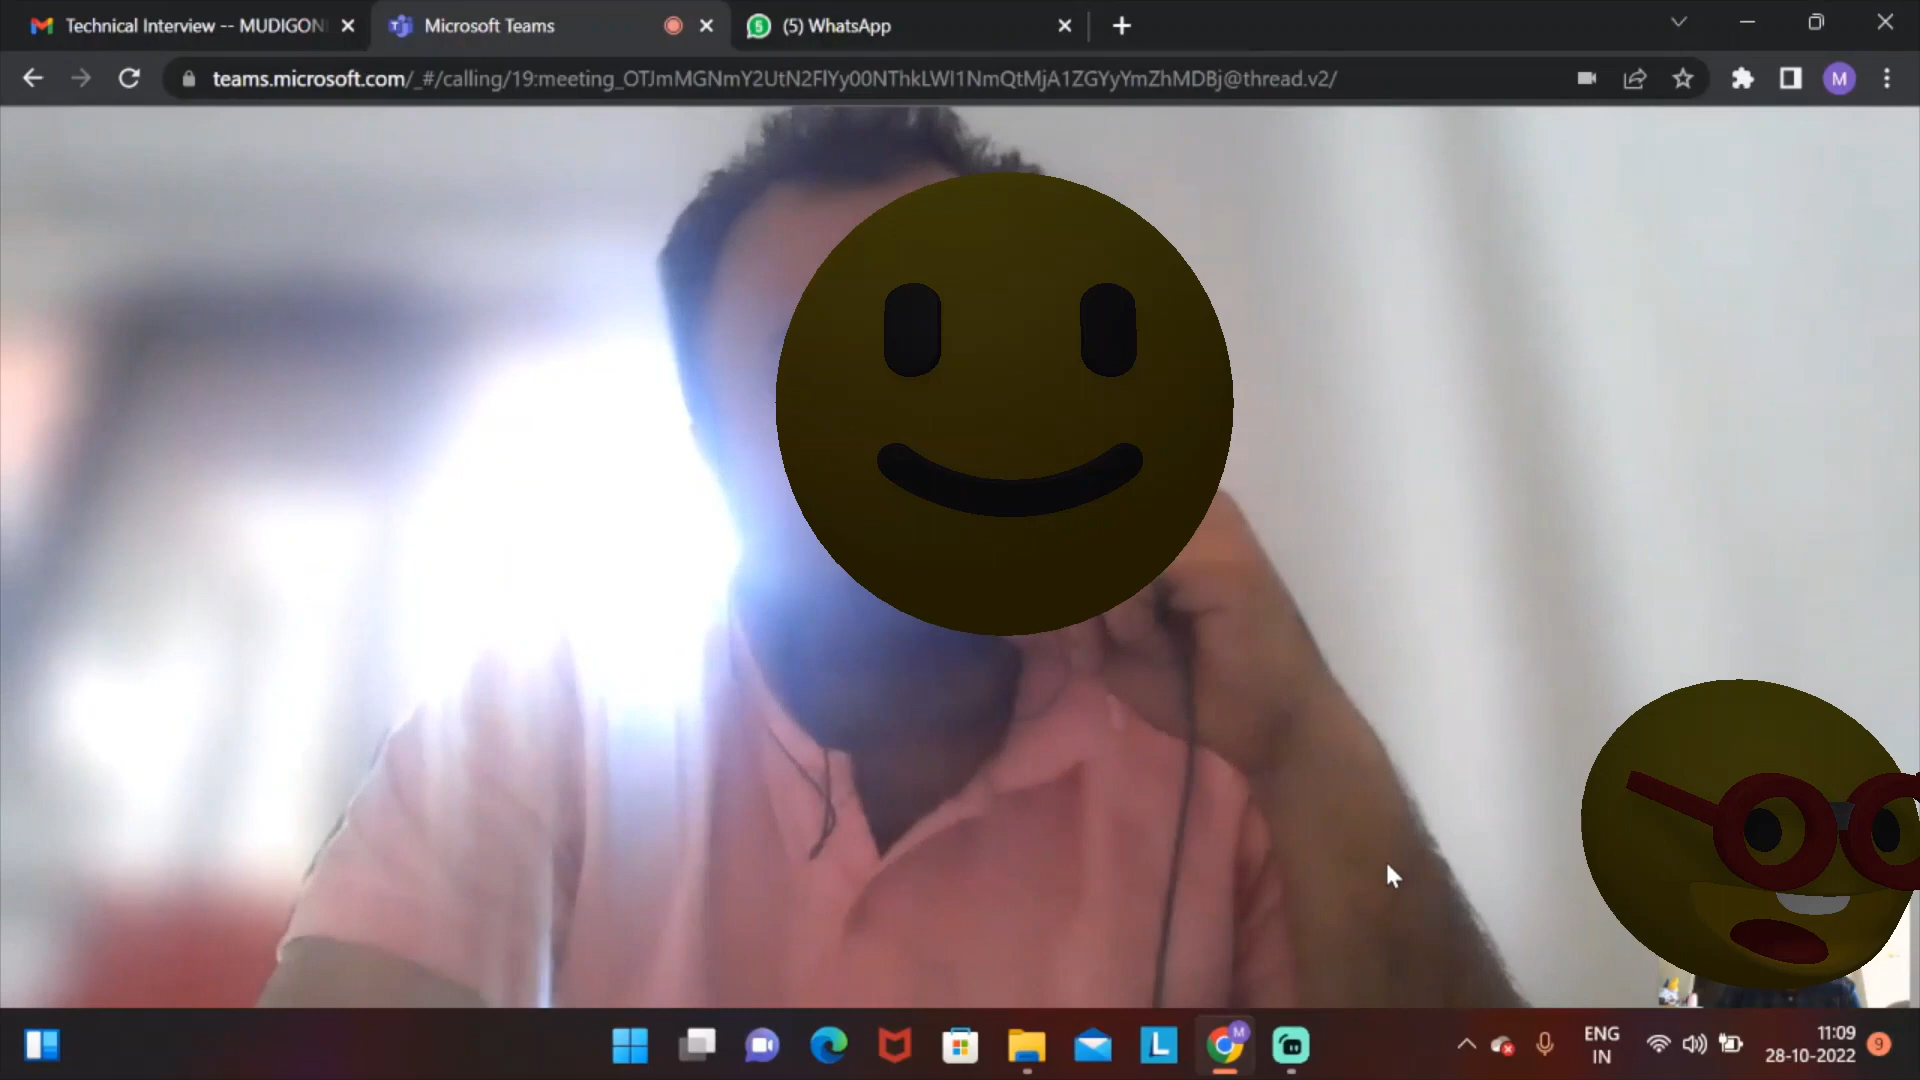 Technical Interview -- MUDIGON
Microsoft Teams
(5) WhatsApp
teams.microsoft.com/_#/calling/19:meeting_OTJmMGNmY2UtN2FlYy00NThkLWI1NmQtMjA1ZGYyYmZhMDBj@thread.v2/
M
M
ENG
IN
11:09
28-10-2022
9